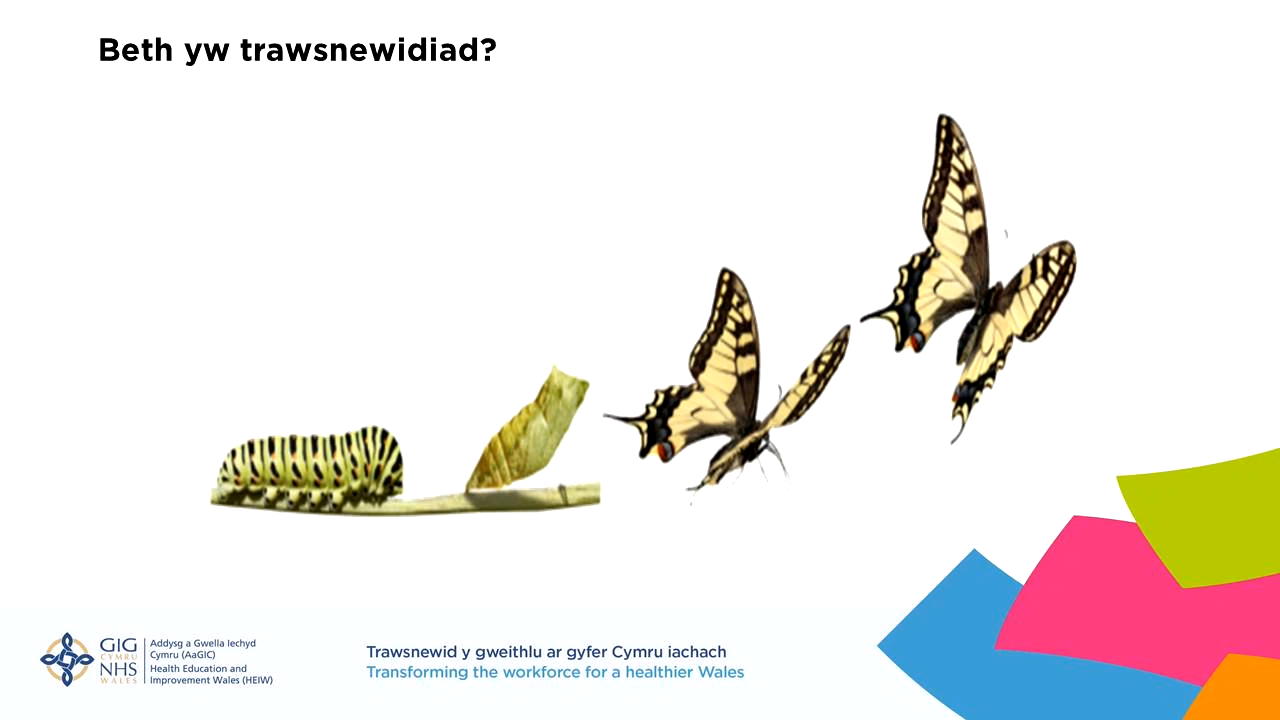 Beth yw trawsnewidiad?
GIG
CYMRU
NHS
WALES
Addysg a Gwella Iechyd
Cymru (AaGIC)
Health Education and
Improvement Wales (HEIW)
Trawsnewid y gweithlu ar gyfer Cymru iachach
Transforming the workforce for a healthier Wales